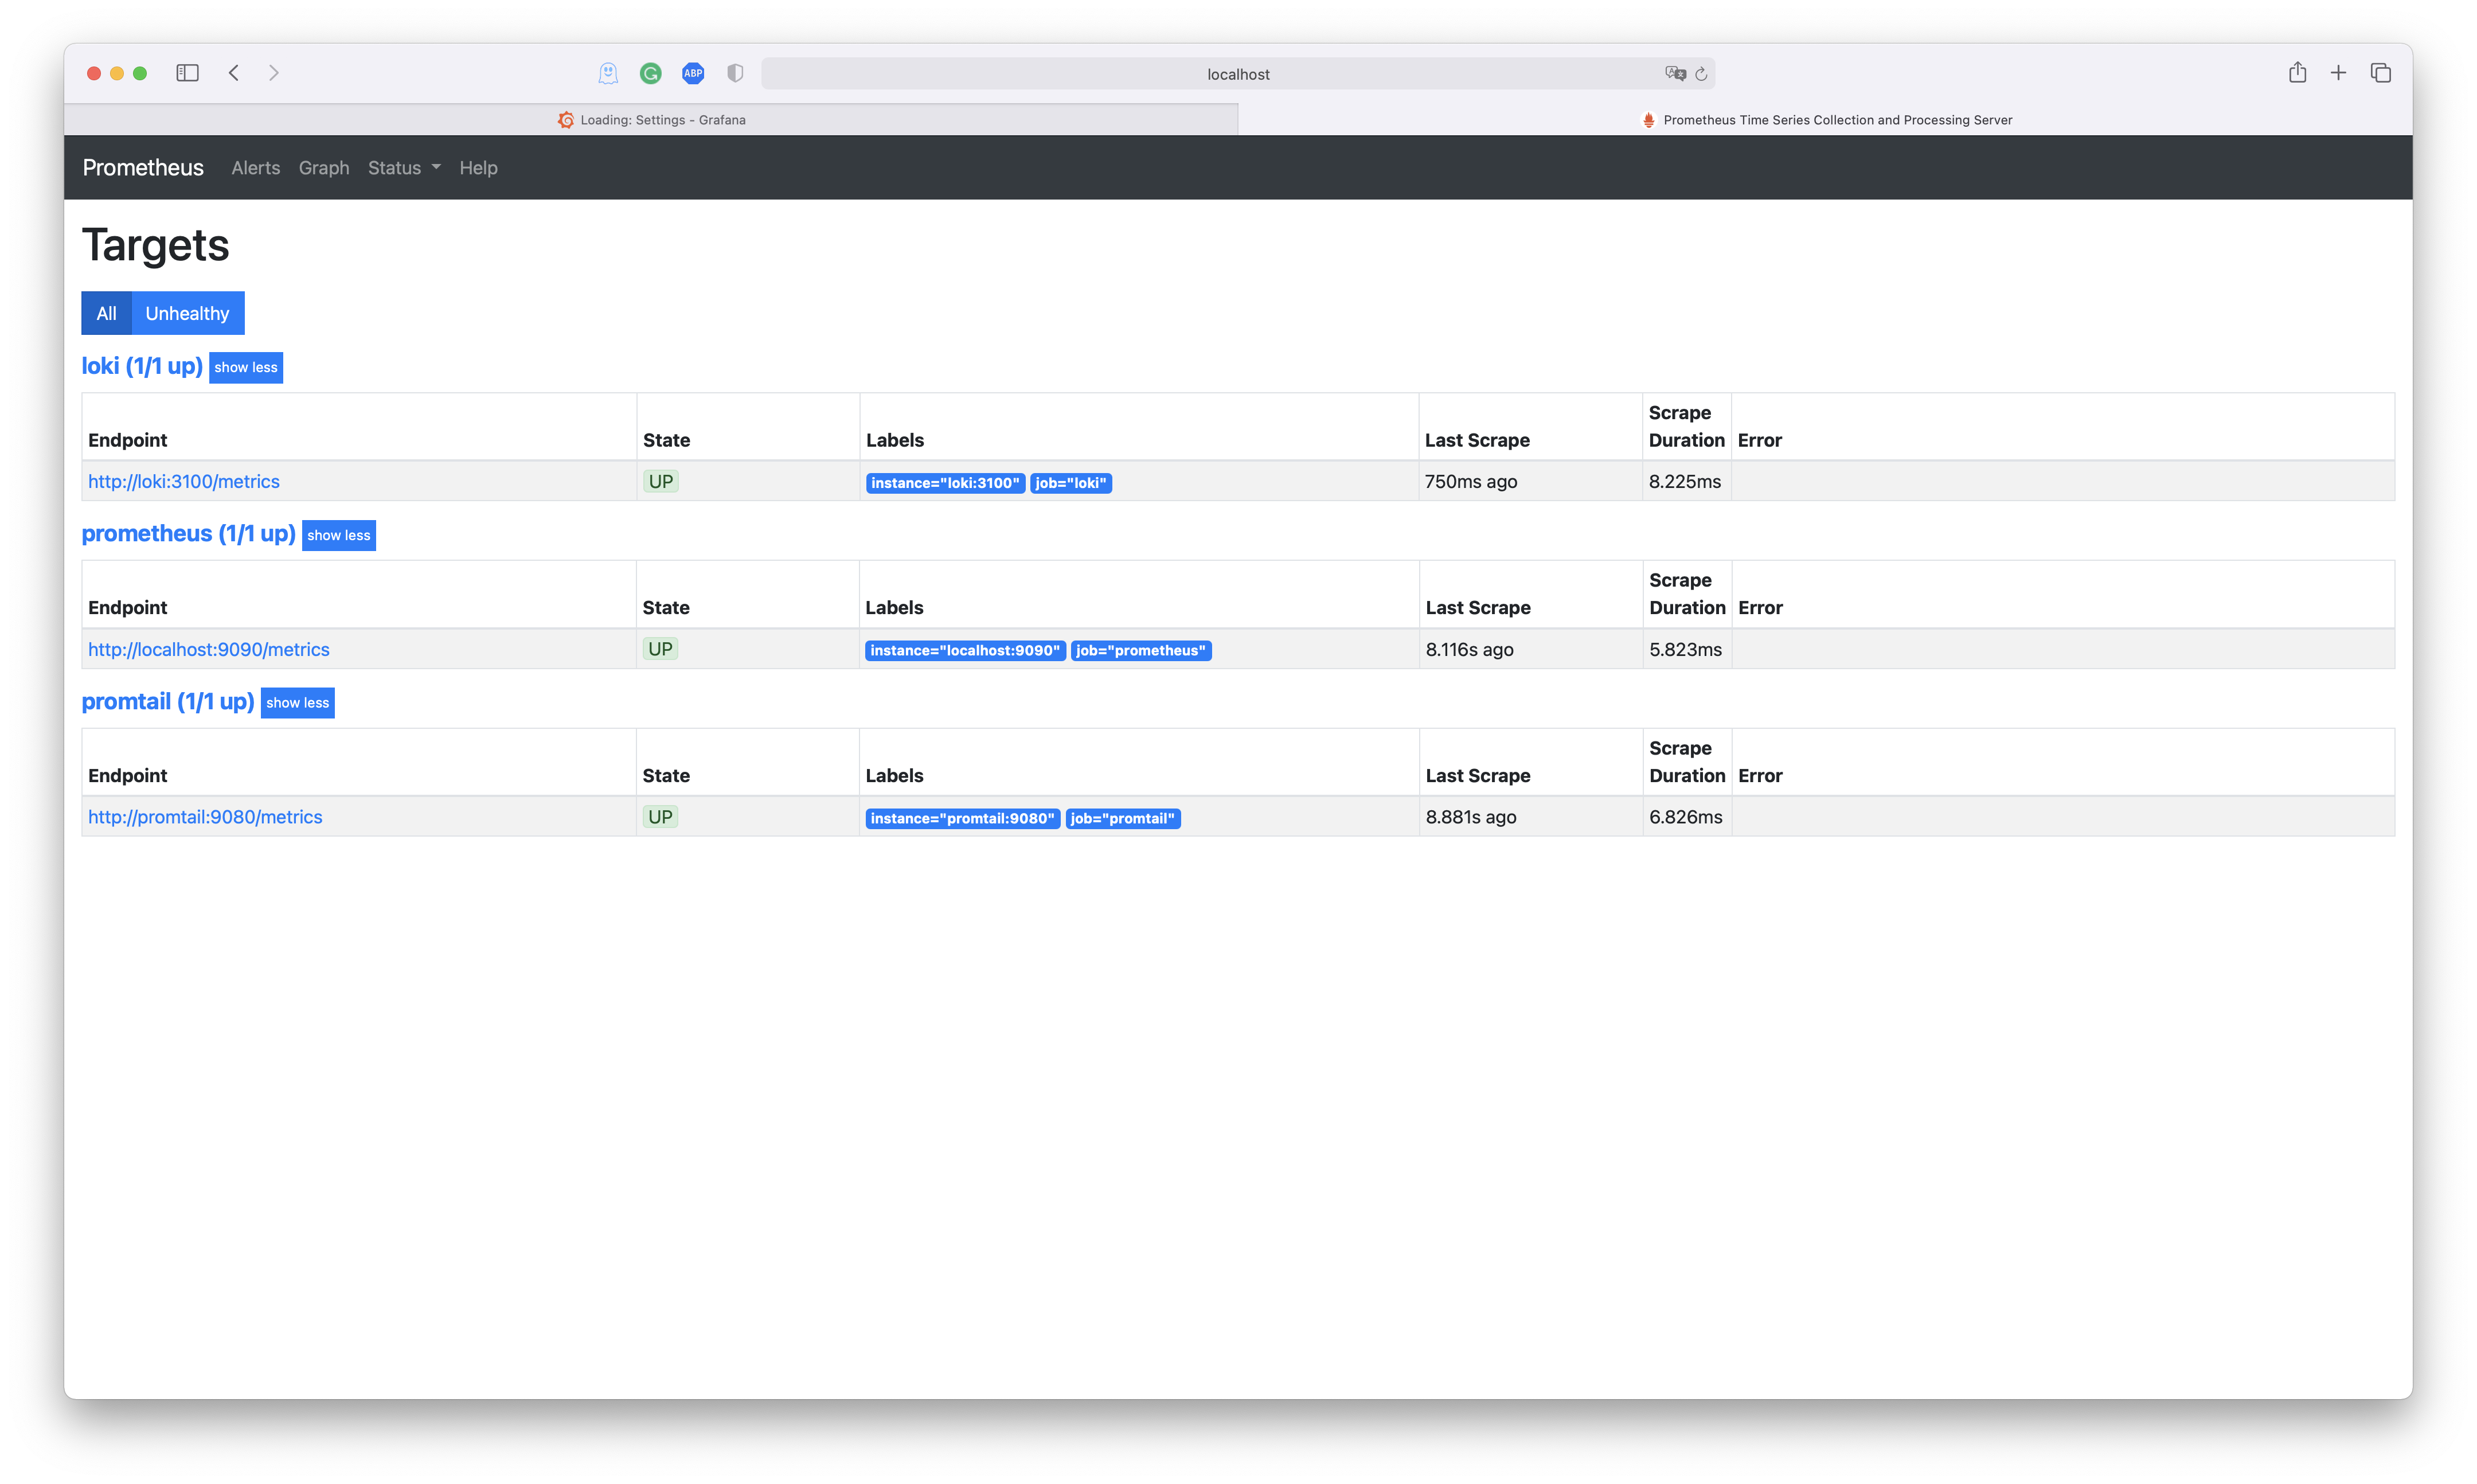 ABP
localhost
Loading: Settings - Grafana
Prometheus Time Series Collection and Processing Server
Prometheus Alerts Graph Status Help
Targets
All Unhealthy
loki (1/1 up) show less
Endpoint State Labels Last Scrape Scrape Duration Error
http://loki:3100/metrics UP instance="loki:3100" job="loki" 750ms ago 8.225ms
prometheus (1/1 up) show less
Endpoint State Labels Last Scrape Scrape Duration Error
http://localhost:9090/metrics UP instance="localhost:9090" job="prometheus" 8.116s ago 5.823ms
promtail (1/1 up) show less
Endpoint State Labels Last Scrape Scrape Duration Error
http://promtail:9080/metrics UP instance="promtail:9080" job="promtail" 8.881s ago 6.826ms